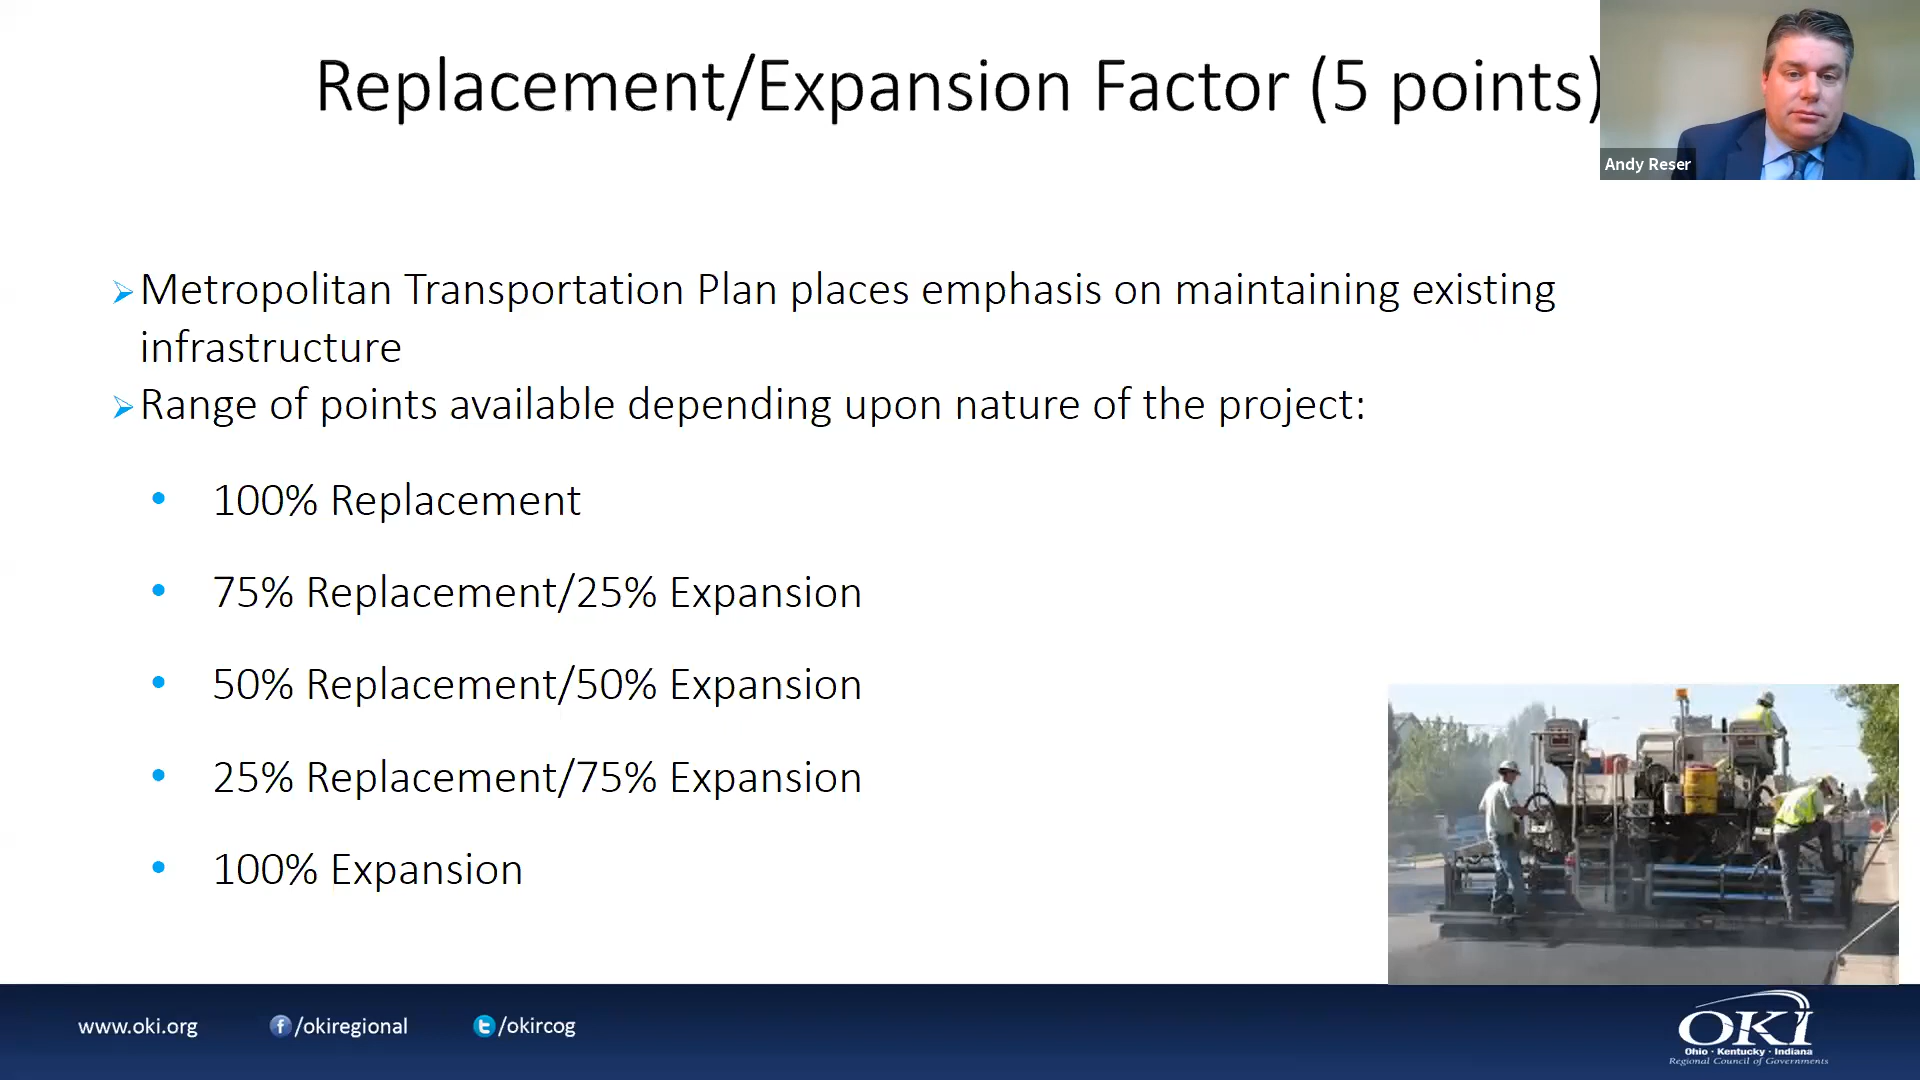 Replacement/Expansion Factor (5 points)
Andy Reser
Metropolitan Transportation Plan places emphasis on maintaining existing
infrastructure
Range of points available depending upon nature of the project:
100% Replacement
75% Replacement/25% Expansion
50% Replacement/50% Expansion
25% Replacement/75% Expansion
100% Expansion
www.oki.org
/okiregional
/okircog
OKI
Ohio · Kentucky · Indiana
Regional Council of Governments